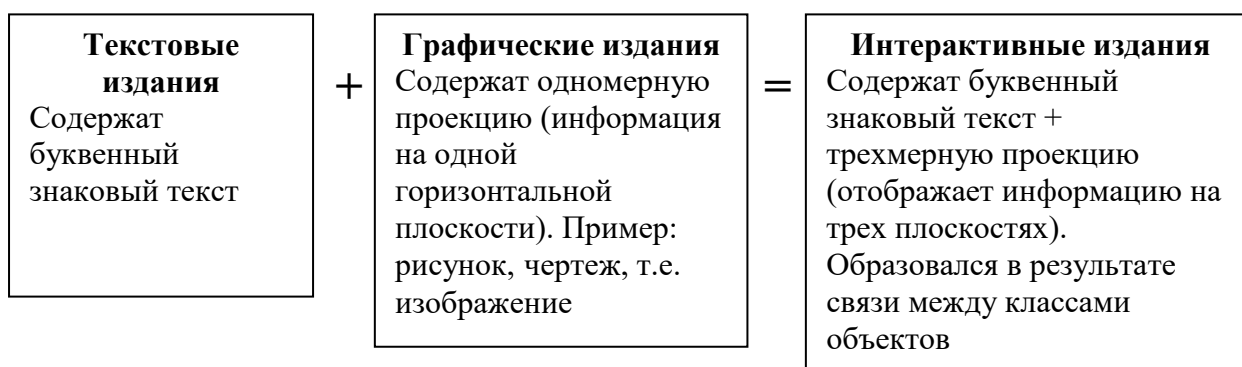 Текстовые
издания
Содержат
буквенный
знаковый текст
+
Графические издания
Содержат одномерную
проекцию (информация
на одной
горизонтальной
плоскости). Пример:
рисунок, чертеж, т.е.
изображение
=
Интерактивные издания
Содержат буквенный
знаковый текст +
трехмерную проекцию
(отображает информацию на
трех плоскостях).
Образовался в результате
связи между классами
объектов